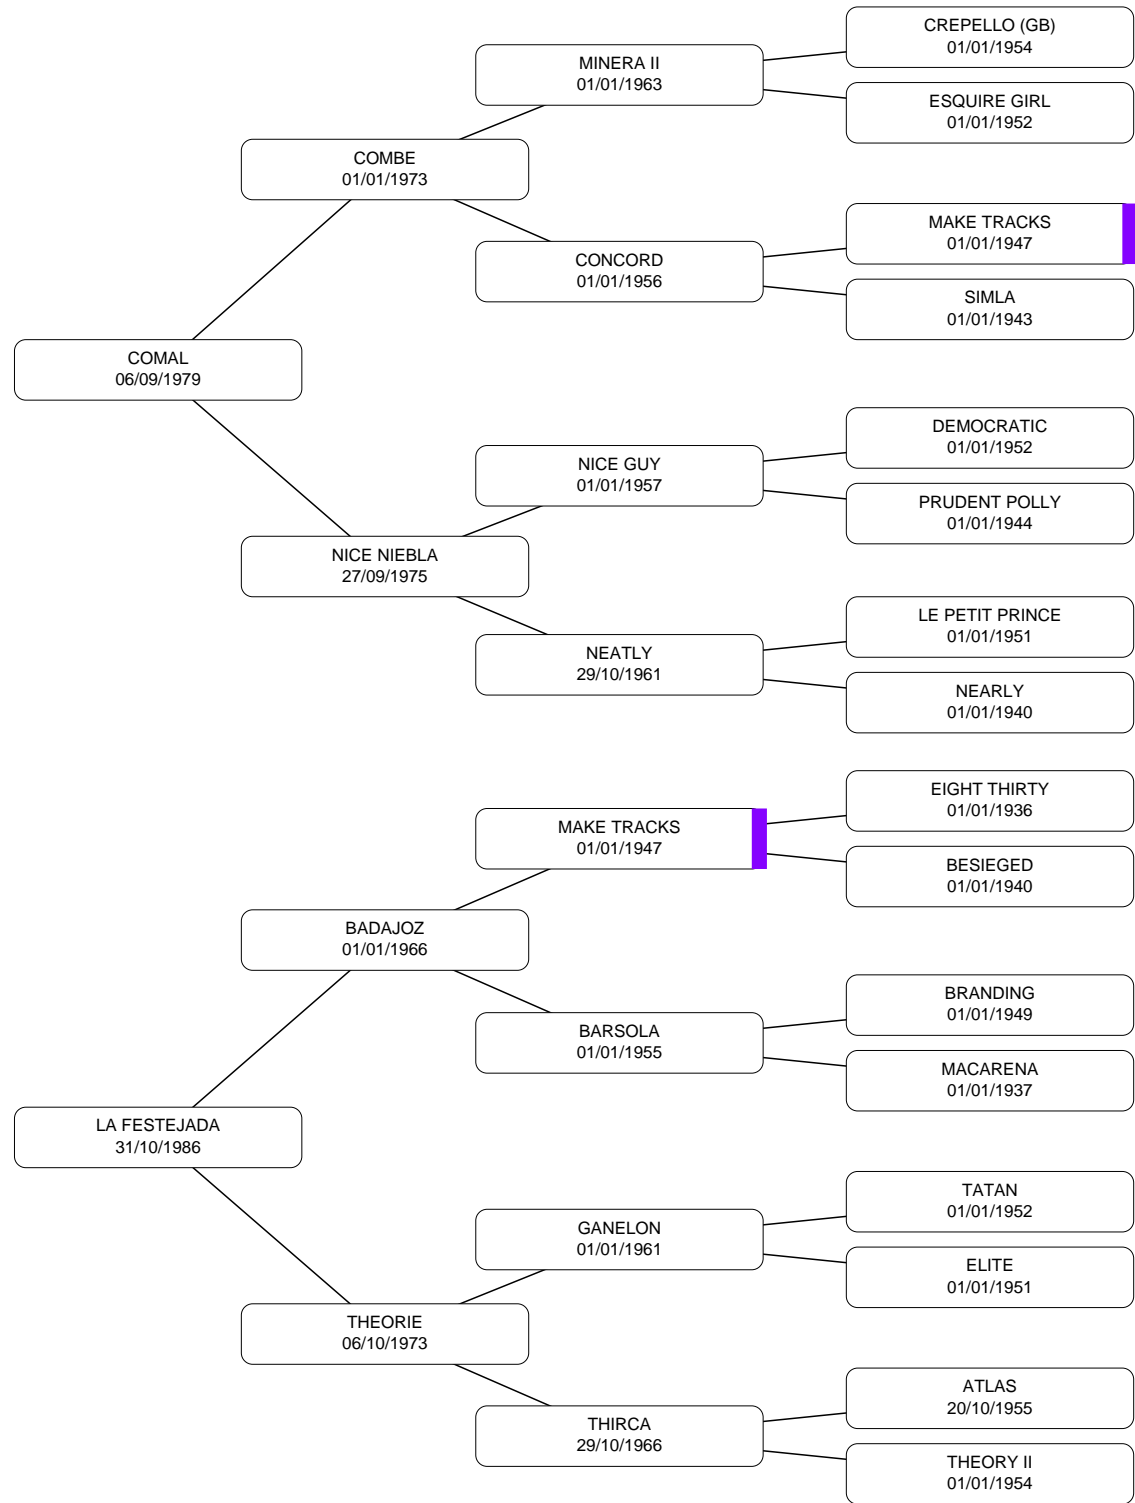 CREPELLO (GB)
01/01/1954
MINERA II
01/01/1963
ESQUIRE GIRL
01/01/1952
COMBE
01/01/1973
MAKE TRACKS
01/01/1947
CONCORD
01/01/1956
SIMLA
01/01/1943
COMAL
06/09/1979
DEMOCRATIC
01/01/1952
NICE GUY
01/01/1957
PRUDENT POLLY
01/01/1944
NICE NIEBLA
27/09/1975
LE PETIT PRINCE
01/01/1951
NEATLY
29/10/1961
NEARLY
01/01/1940
EIGHT THIRTY
01/01/1936
MAKE TRACKS
01/01/1947
BESIEGED
01/01/1940
BADAJOZ
01/01/1966
BRANDING
01/01/1949
BARSOLA
01/01/1955
MACARENA
01/01/1937
LA FESTEJADA
31/10/1986
TATAN
01/01/1952
GANELON
01/01/1961
ELITE
01/01/1951
THEORIE
06/10/1973
ATLAS
20/10/1955
THIRCA
29/10/1966
THEORY II
01/01/1954